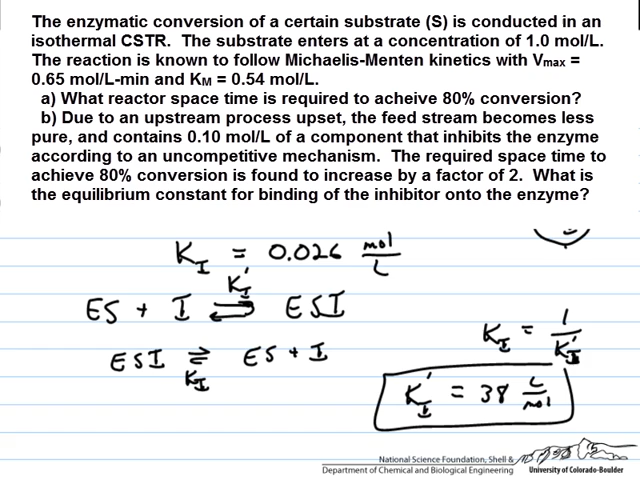 The enzymatic conversion of a certain substrate (S) is conducted in an
isothermal CSTR. The substrate enters at a concentration of 1.0 mol/L.
The reaction is known to follow Michaelis-Menten kinetics with Vmax =
0.65 mol/L-min and KM = 0.54 mol/L.
a) What reactor space time is required to acheive 80% conversion?
b) Due to an upstream process upset, the feed stream becomes less
pure, and contains 0.10 mol/L of a component that inhibits the enzyme
according to an uncompetitive mechanism. The required space time to
achieve 80% conversion is found to increase by a factor of 2. What is
the equilibrium constant for binding of the inhibitor onto the enzyme?
K_I = 0.026 mol/L
ES + I ⇌ ESI K_I'
ESI ⇌ ES + I K_I
K_I = 1/K_I'
K_I' = 38 L/mol
National Science Foundation, Shell &
Department of Chemical and Biological Engineering
University of Colorado-Boulder